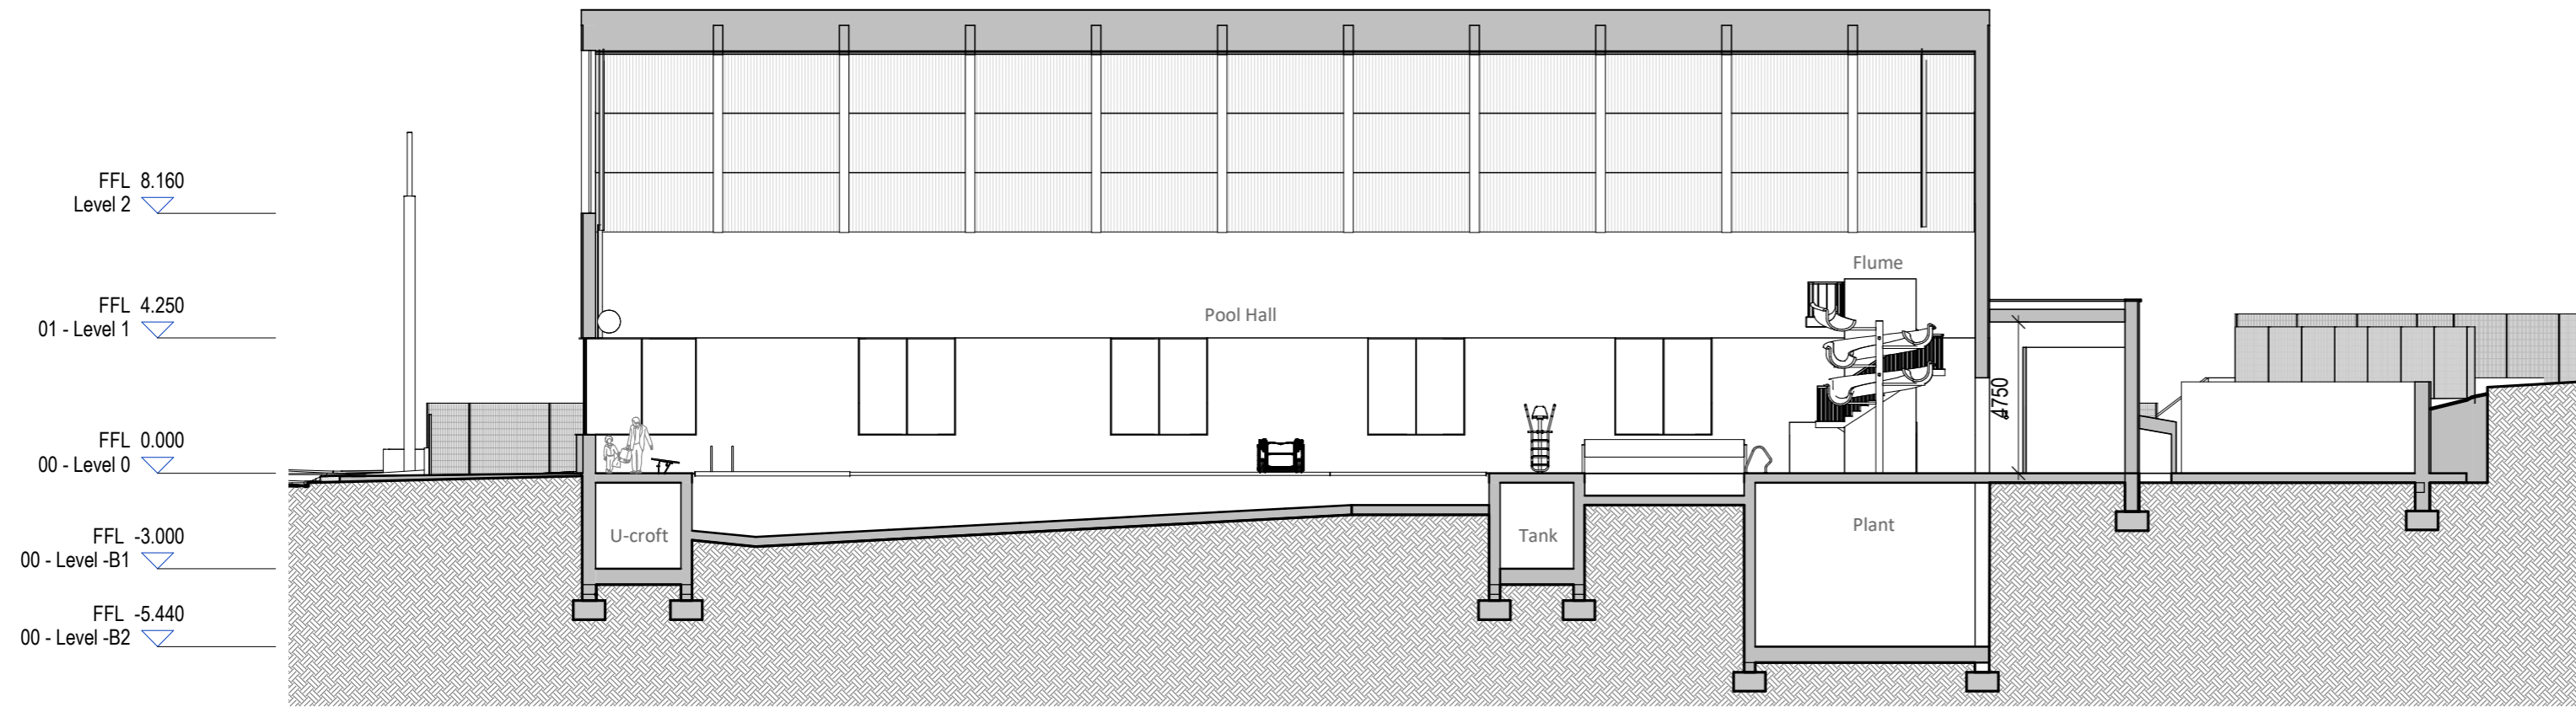 FFL 8.160
Level 2
Flume
FFL 4.250
01 - Level 1
Pool Hall
4750
FFL 0.000
00 - Level 0
FFL -3.000
00 - Level -B1
U-croft
Tank
Plant
FFL -5.440
00 - Level -B2